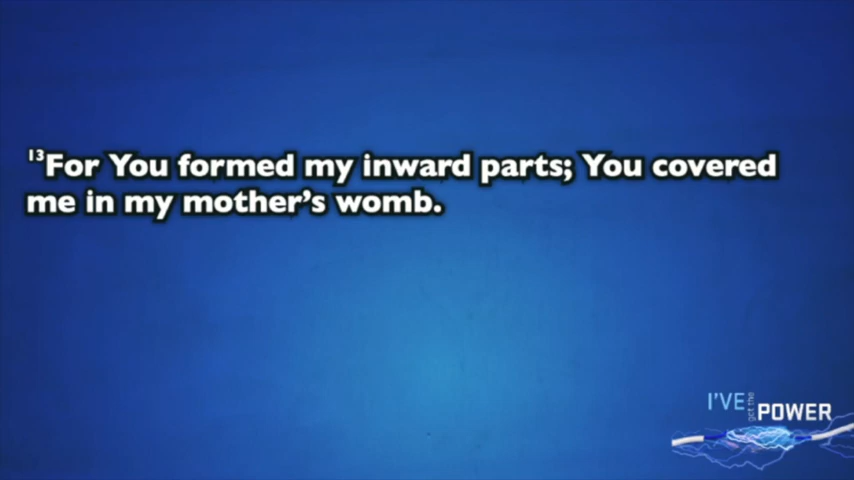 ¹³For You formed my inward parts; You covered
me in my mother's womb.
I'VE got the POWER